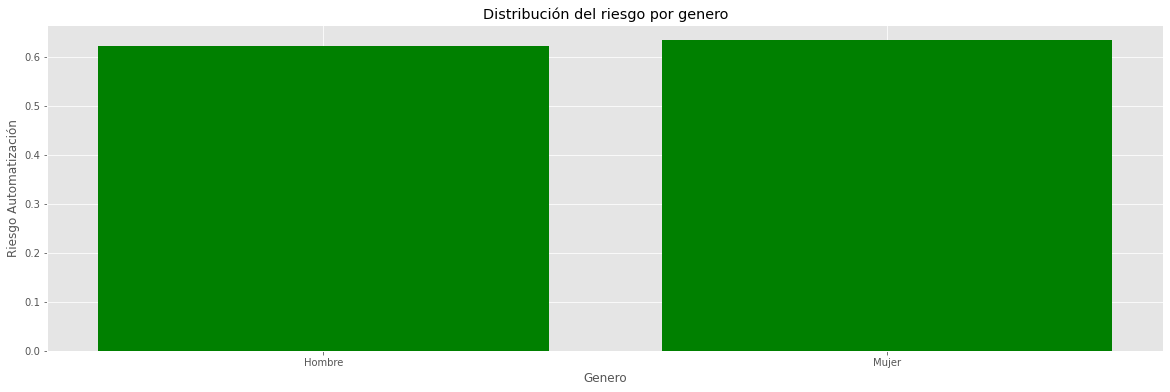 Distribución del riesgo por genero
Riesgo Automatización
0.6
0.5
0.4
0.3
0.2
0.1
0.0
Hombre
Mujer
Genero